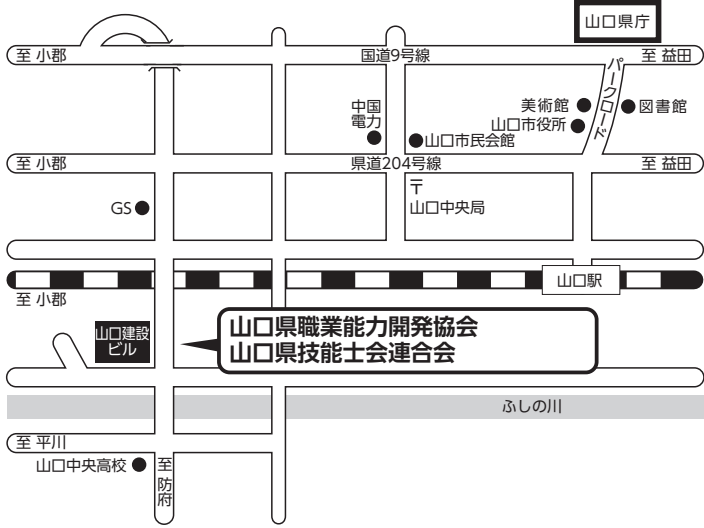 山口県庁
至 小郡
国道9号線
至 益田
パークロード
中国
電力
美術館
図書館
山口市役所
山口市民会館
至 小郡
県道204号線
至 益田
〒
山口中央局
GS
山口駅
至 小郡
山口県職業能力開発協会
山口県技能士会連合会
山口建設
ビル
ふしの川
至 平川
山口中央高校
至防府